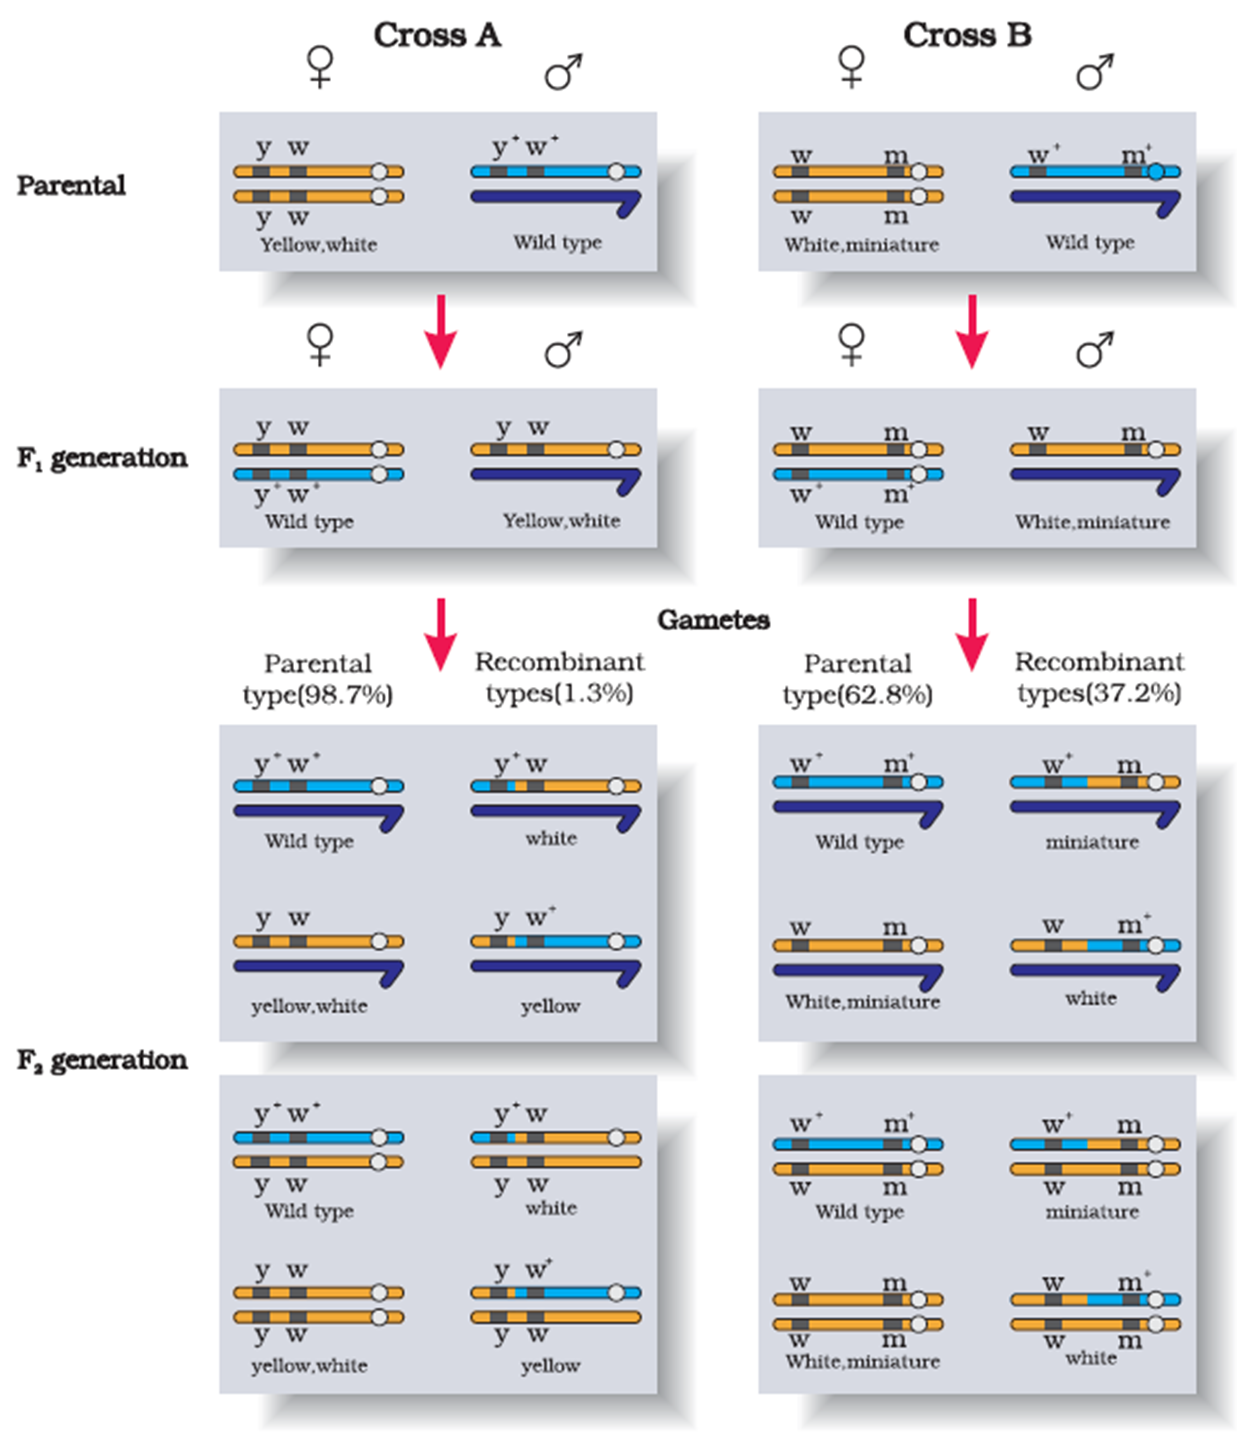 Cross A
Cross B
♀ ♂ ♀ ♂
Parental
y w
y⁺ w⁺
w m
w⁺ m⁺
y w
w m
Yellow,white
Wild type
White,miniature
Wild type
♀ ♂ ♀ ♂
F₁ generation
y w
y w
w m
w m
y⁺ w⁺
w⁺ m⁺
Wild type
Yellow,white
Wild type
White,miniature
Gametes
Parental
type(98.7%)
Recombinant
types(1.3%)
Parental
type(62.8%)
Recombinant
types(37.2%)
y⁺ w⁺
y⁺ w
w⁺ m⁺
w⁺ m
Wild type
white
Wild type
miniature
y w
y w⁺
w m
w m⁺
yellow,white
yellow
White,miniature
white
F₂ generation
y⁺ w⁺
y⁺ w
w⁺ m⁺
w⁺ m
y w
y w
w m
w m
Wild type
white
Wild type
miniature
y w
y w⁺
w m
w m⁺
y w
y w
w m
w m
yellow,white
yellow
White,miniature
white